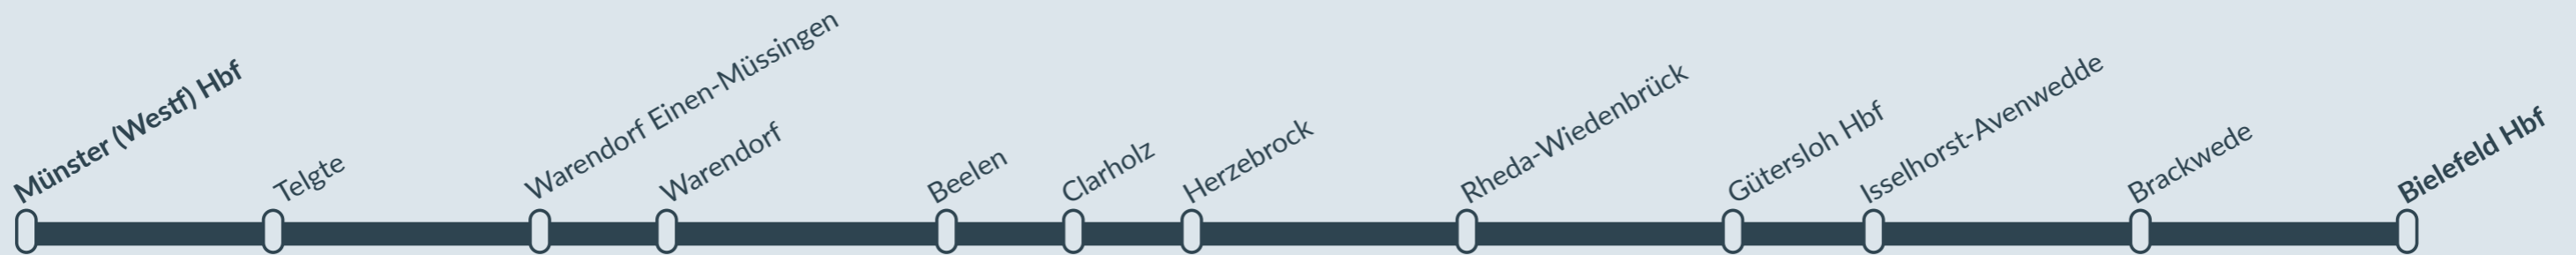 Münster (Westf) Hbf
Telgte
Warendorf Einen-Müssingen
Warendorf
Beelen
Clarholz
Herzebrock
Rheda-Wiedenbrück
Gütersloh Hbf
Isselhorst-Avenwedde
Brackwede
Bielefeld Hbf